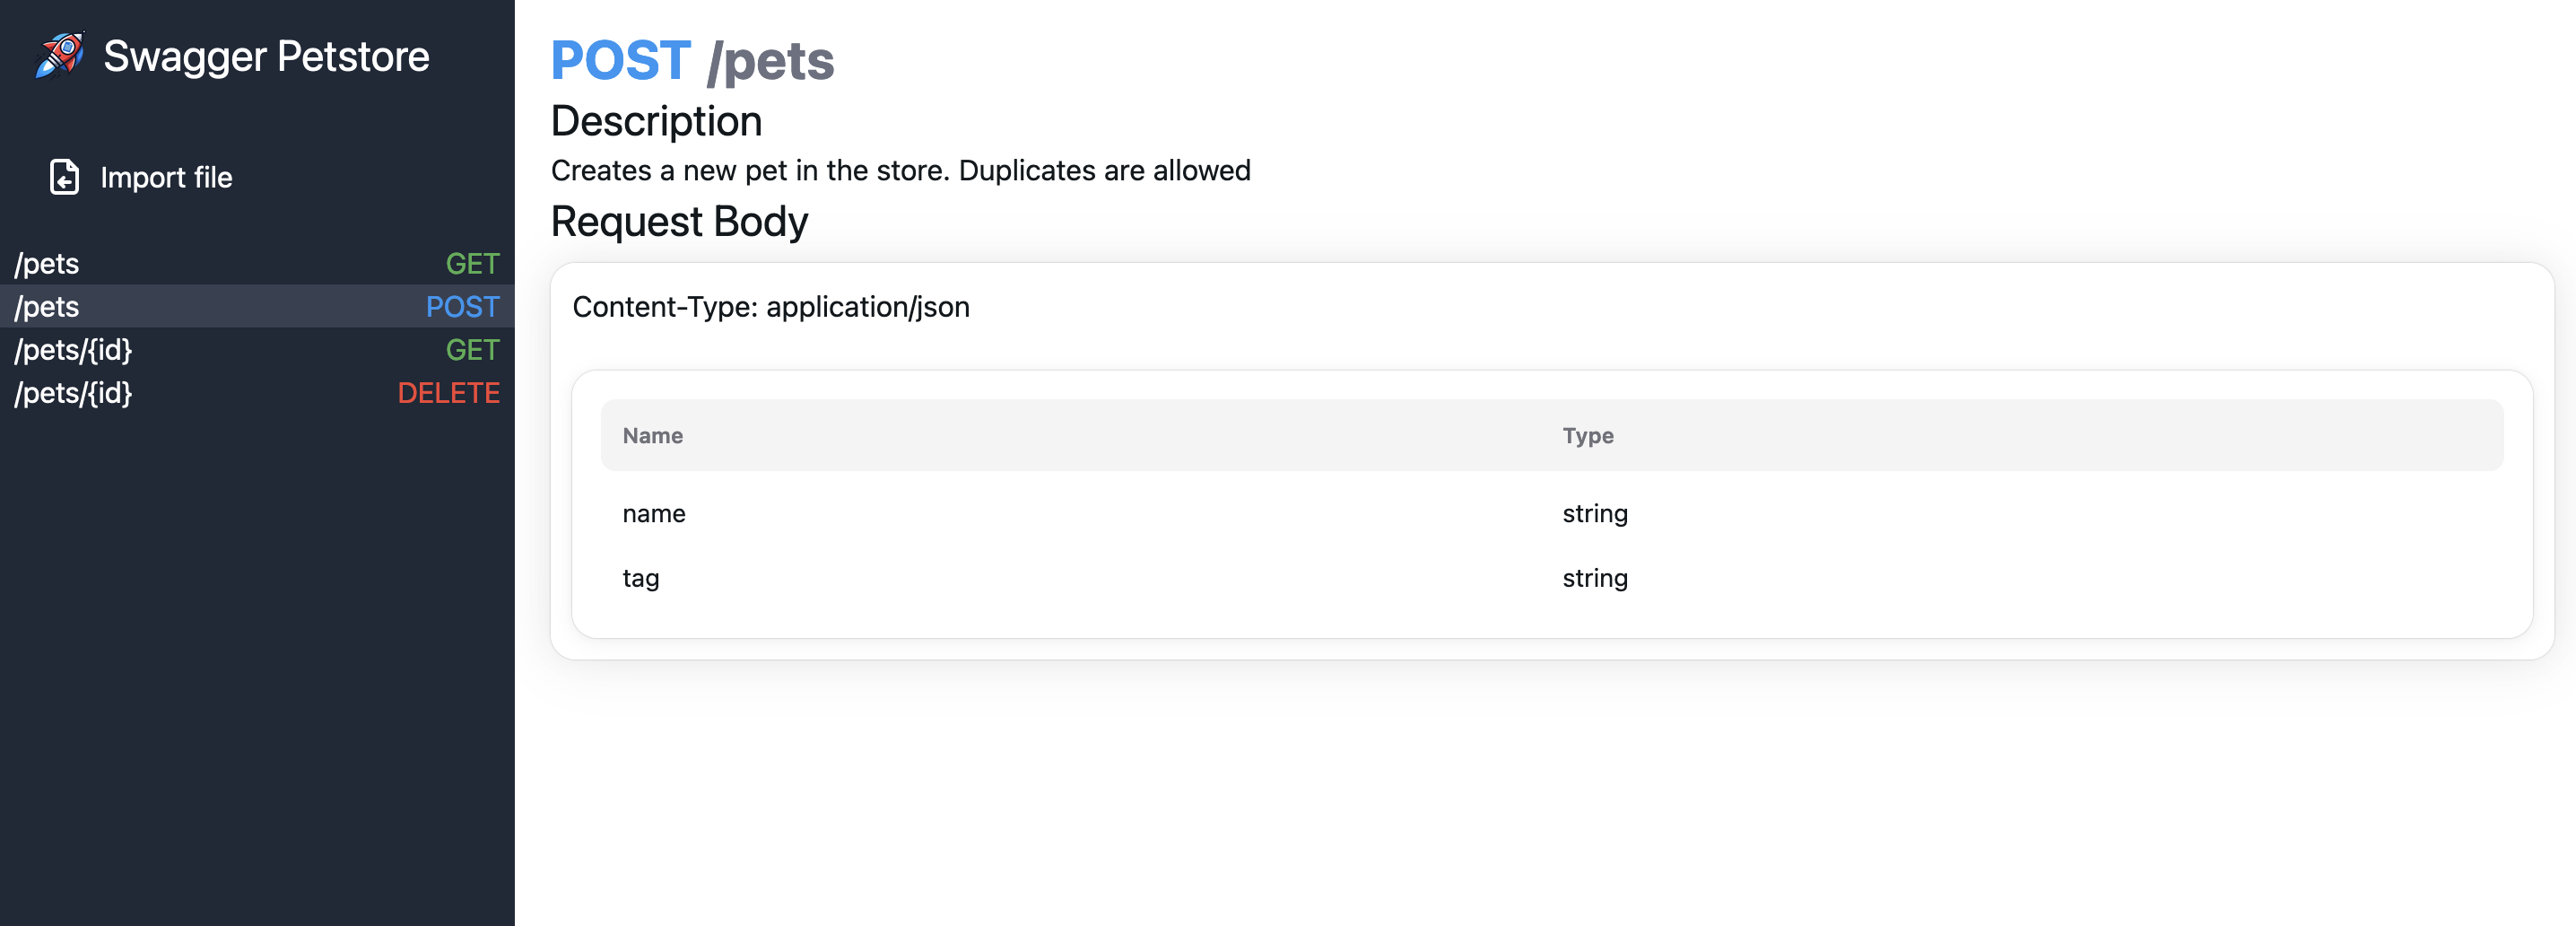 Swagger Petstore
Import file
/pets GET
/pets POST
/pets/{id} GET
/pets/{id} DELETE
POST /pets
Description
Creates a new pet in the store. Duplicates are allowed
Request Body
Content-Type: application/json
Name Type
name string
tag string